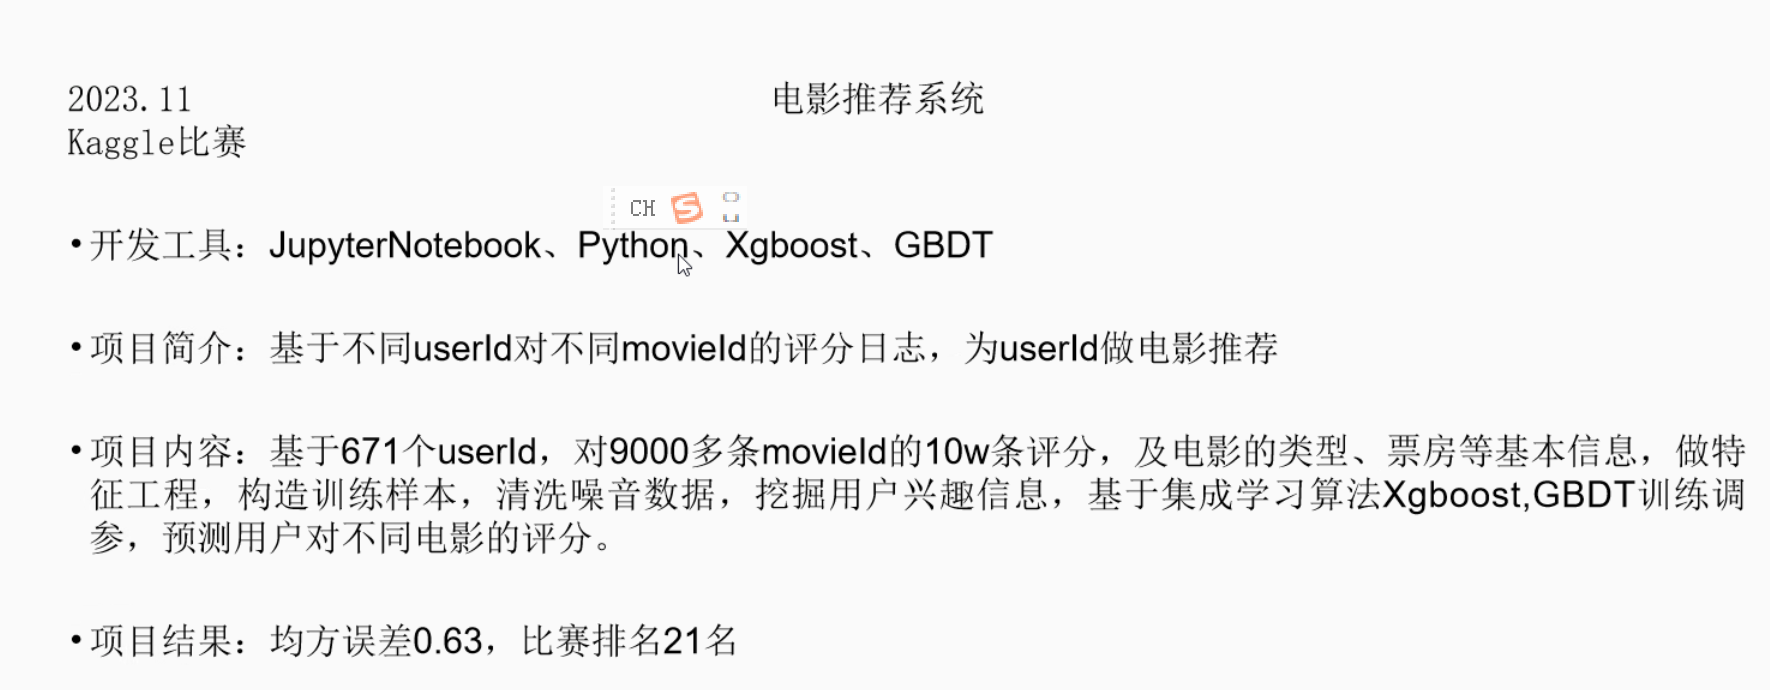 2023.11 电影推荐系统
Kaggle比赛
CH
• 开发工具：JupyterNotebook、Python、Xgboost、GBDT
• 项目简介：基于不同userId对不同movieId的评分日志，为userId做电影推荐
• 项目内容：基于671个userId，对9000多条movieId的10w条评分，及电影的类型、票房等基本信息，做特
征工程，构造训练样本，清洗噪音数据，挖掘用户兴趣信息，基于集成学习算法Xgboost,GBDT训练调
参，预测用户对不同电影的评分。
• 项目结果：均方误差0.63，比赛排名21名